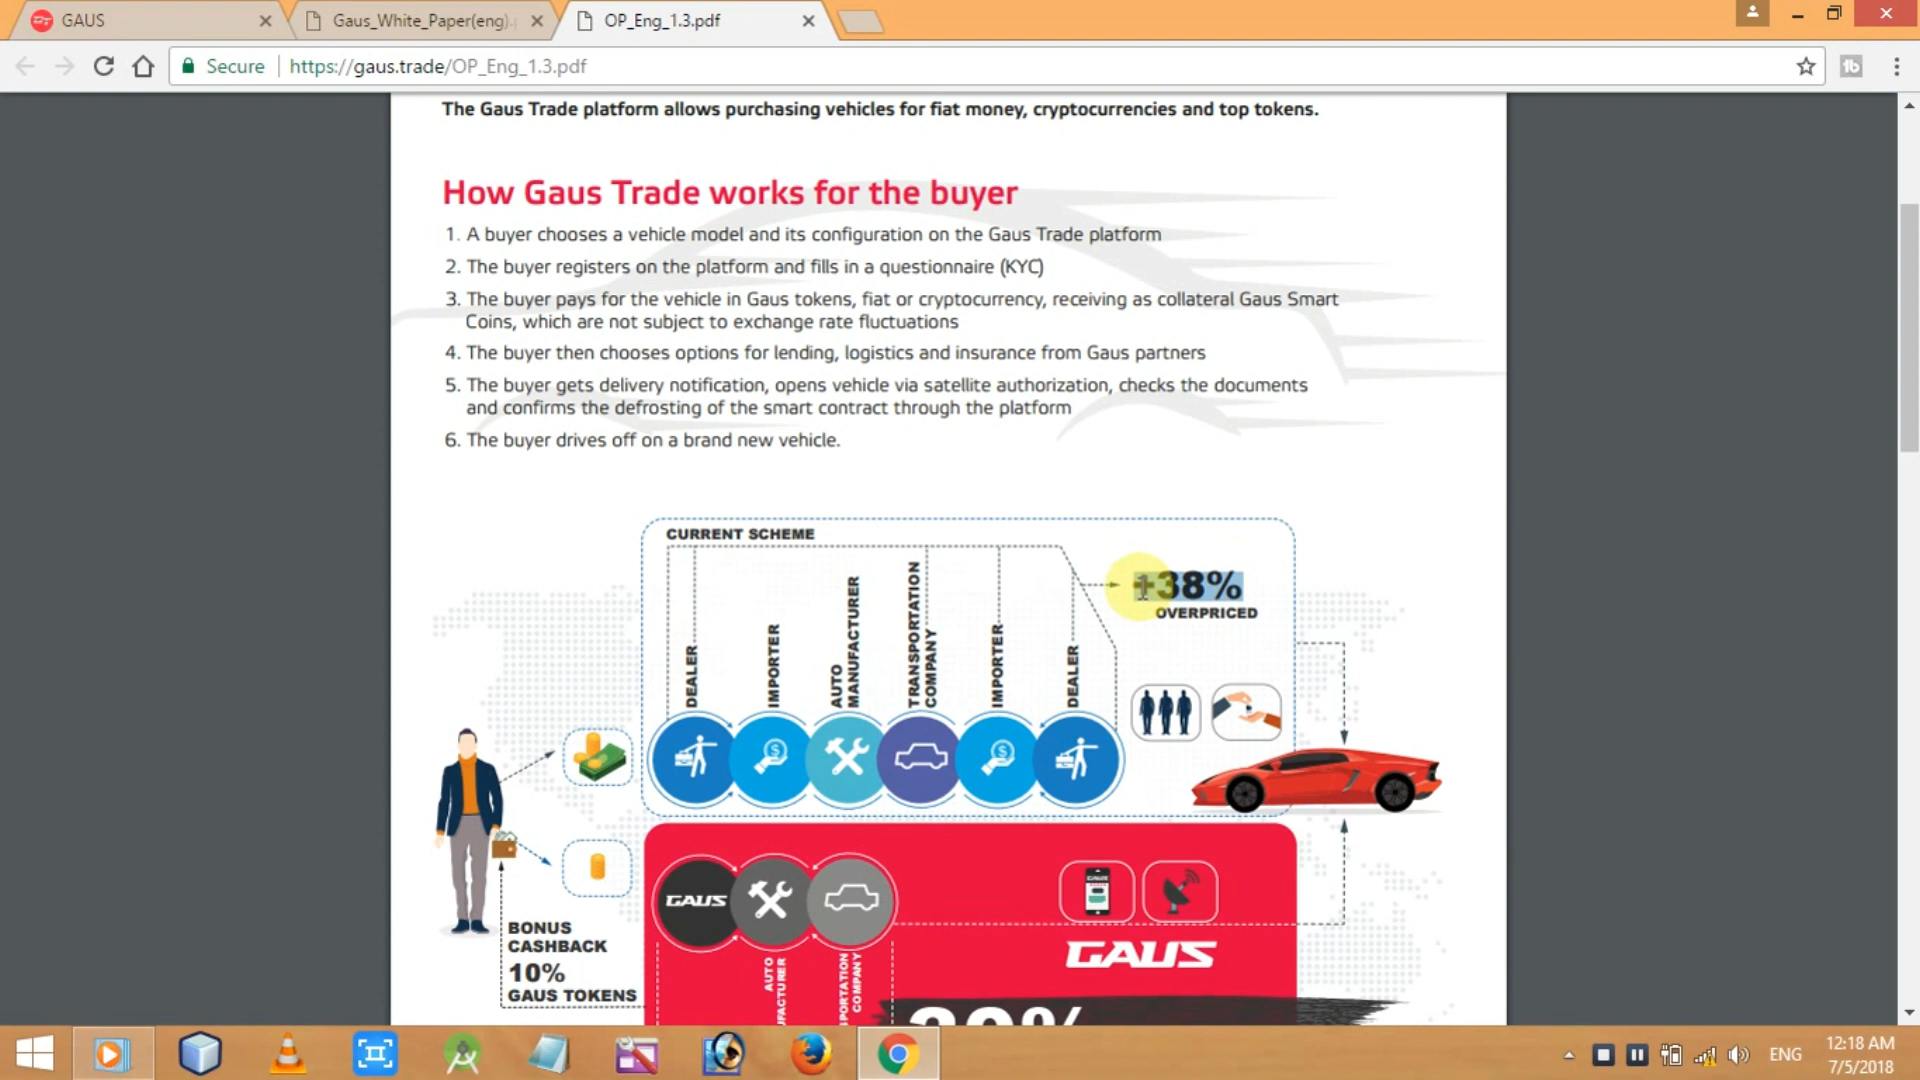 GAUS
Gaus_White_Paper(eng).
OP_Eng_1.3.pdf
Secure
https://gaus.trade/OP_Eng_1.3.pdf
The Gaus Trade platform allows purchasing vehicles for fiat money, cryptocurrencies and top tokens.
How Gaus Trade works for the buyer
1. A buyer chooses a vehicle model and its configuration on the Gaus Trade platform
2. The buyer registers on the platform and fills in a questionnaire (KYC)
3. The buyer pays for the vehicle in Gaus tokens, fiat or cryptocurrency, receiving as collateral Gaus Smart
Coins, which are not subject to exchange rate fluctuations
4. The buyer then chooses options for lending, logistics and insurance from Gaus partners
5. The buyer gets delivery notification, opens vehicle via satellite authorization, checks the documents
and confirms the defrosting of the smart contract through the platform
6. The buyer drives off on a brand new vehicle.
CURRENT SCHEME
+38%
OVERPRICED
DEALER
IMPORTER
AUTO
MANUFACTURER
TRANSPORTATION
COMPANY
IMPORTER
DEALER
GAUS
GAUS
BONUS
CASHBACK
10%
GAUS TOKENS
AUTO
COMPANY
ENG
12:18 AM
7/5/2018